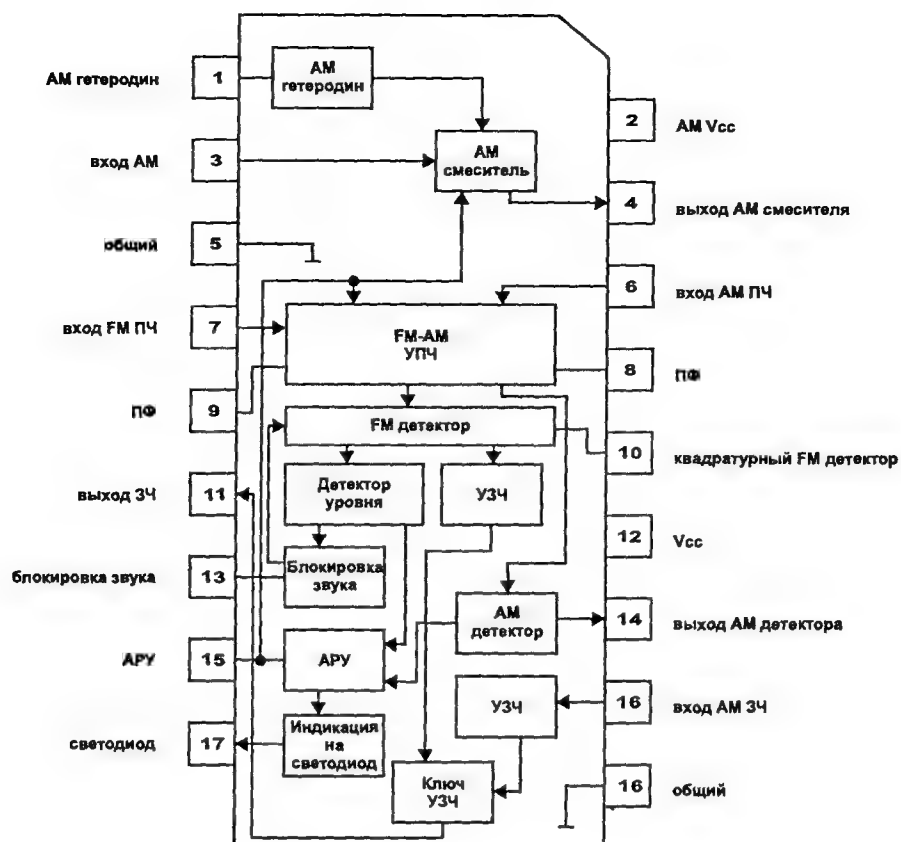 АМ гетеродин
1
АМ
гетеродин
2
АМ Vcc
вход АМ
3
АМ
смеситель
4
выход АМ смесителя
общий
5
6
вход АМ ПЧ
вход FM ПЧ
7
FM-АМ
УПЧ
8
ПФ
ПФ
9
FM детектор
10
квадратурный FM детектор
выход ЗЧ
11
Детектор
уровня
УЗЧ
12
Vcc
блокировка звука
13
Блокировка
звука
АМ
детектор
14
выход АМ детектора
АРУ
15
АРУ
УЗЧ
16
вход АМ ЗЧ
светодиод
17
Индикация
на
светодиод
Ключ
УЗЧ
16
общий